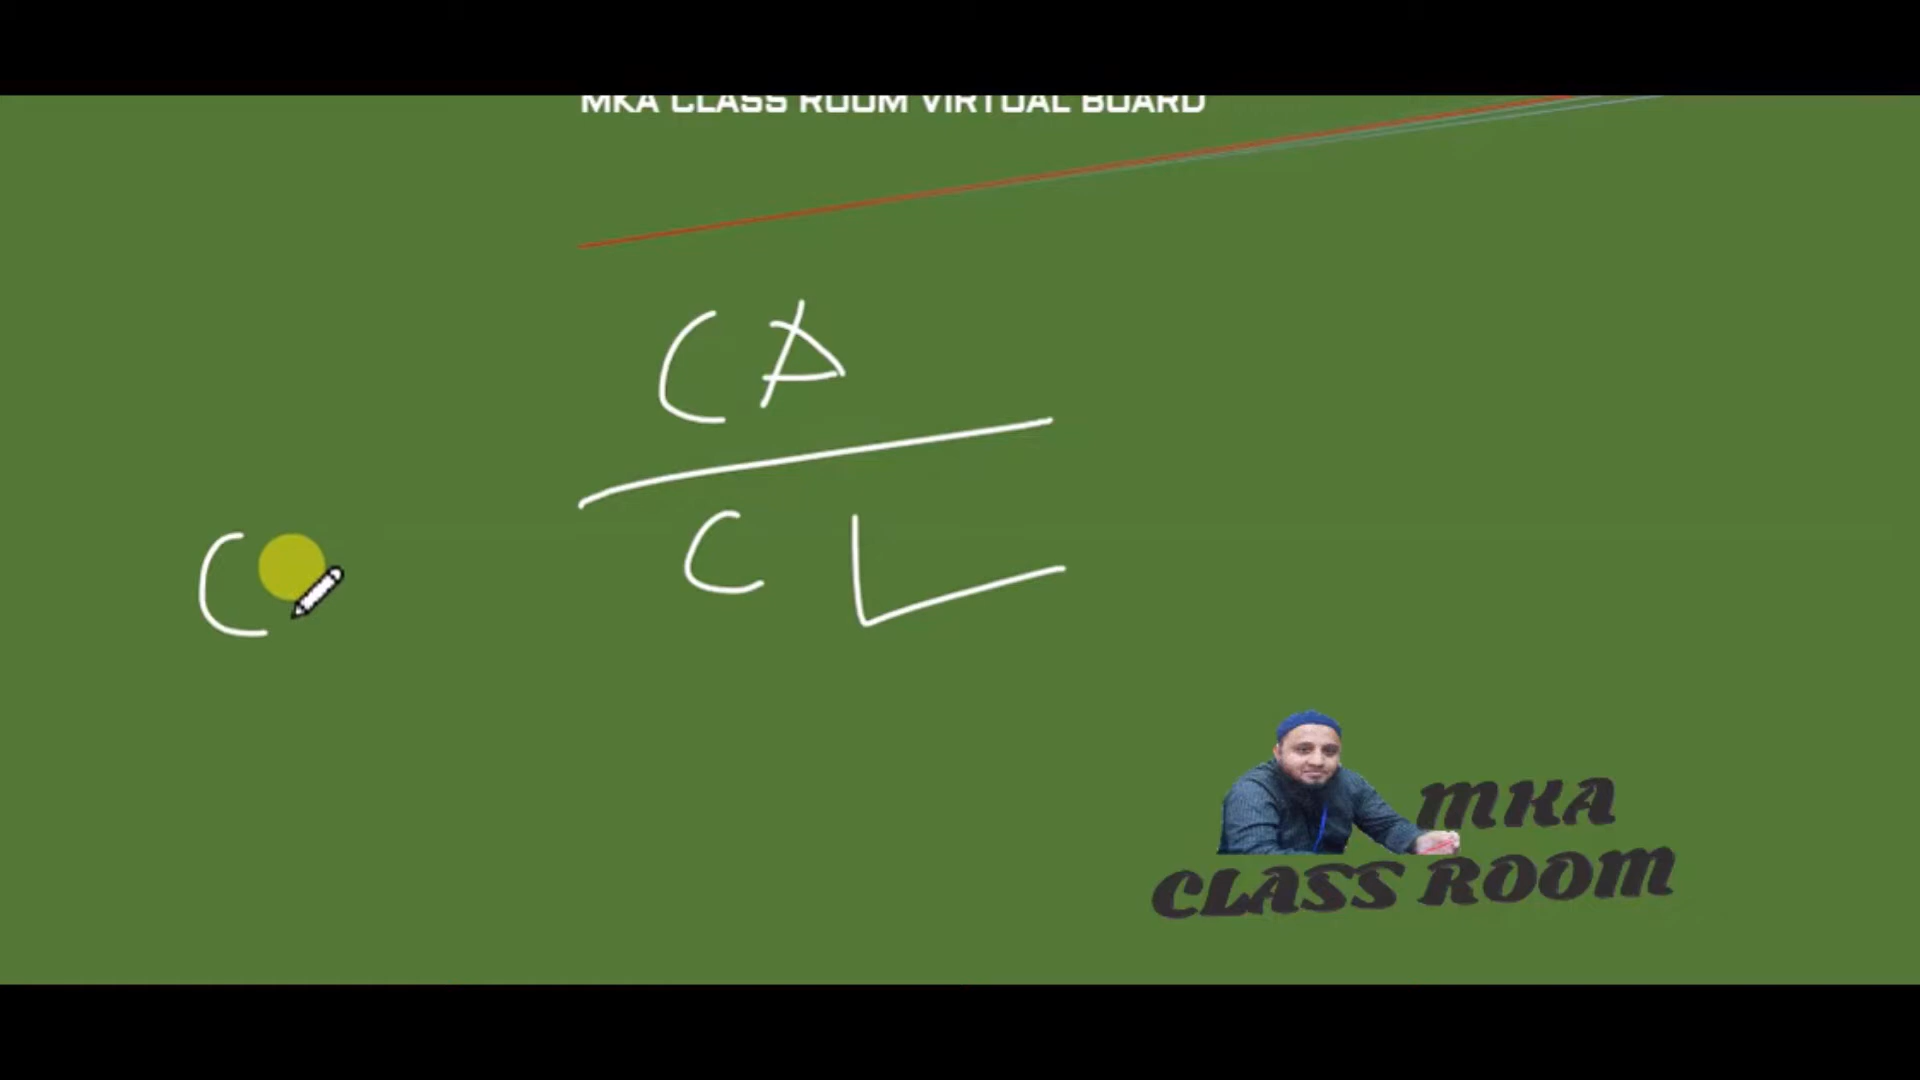 MKA CLASS ROOM VIRTUAL BOARD
CA
C L
C
MKA
CLASS ROOM